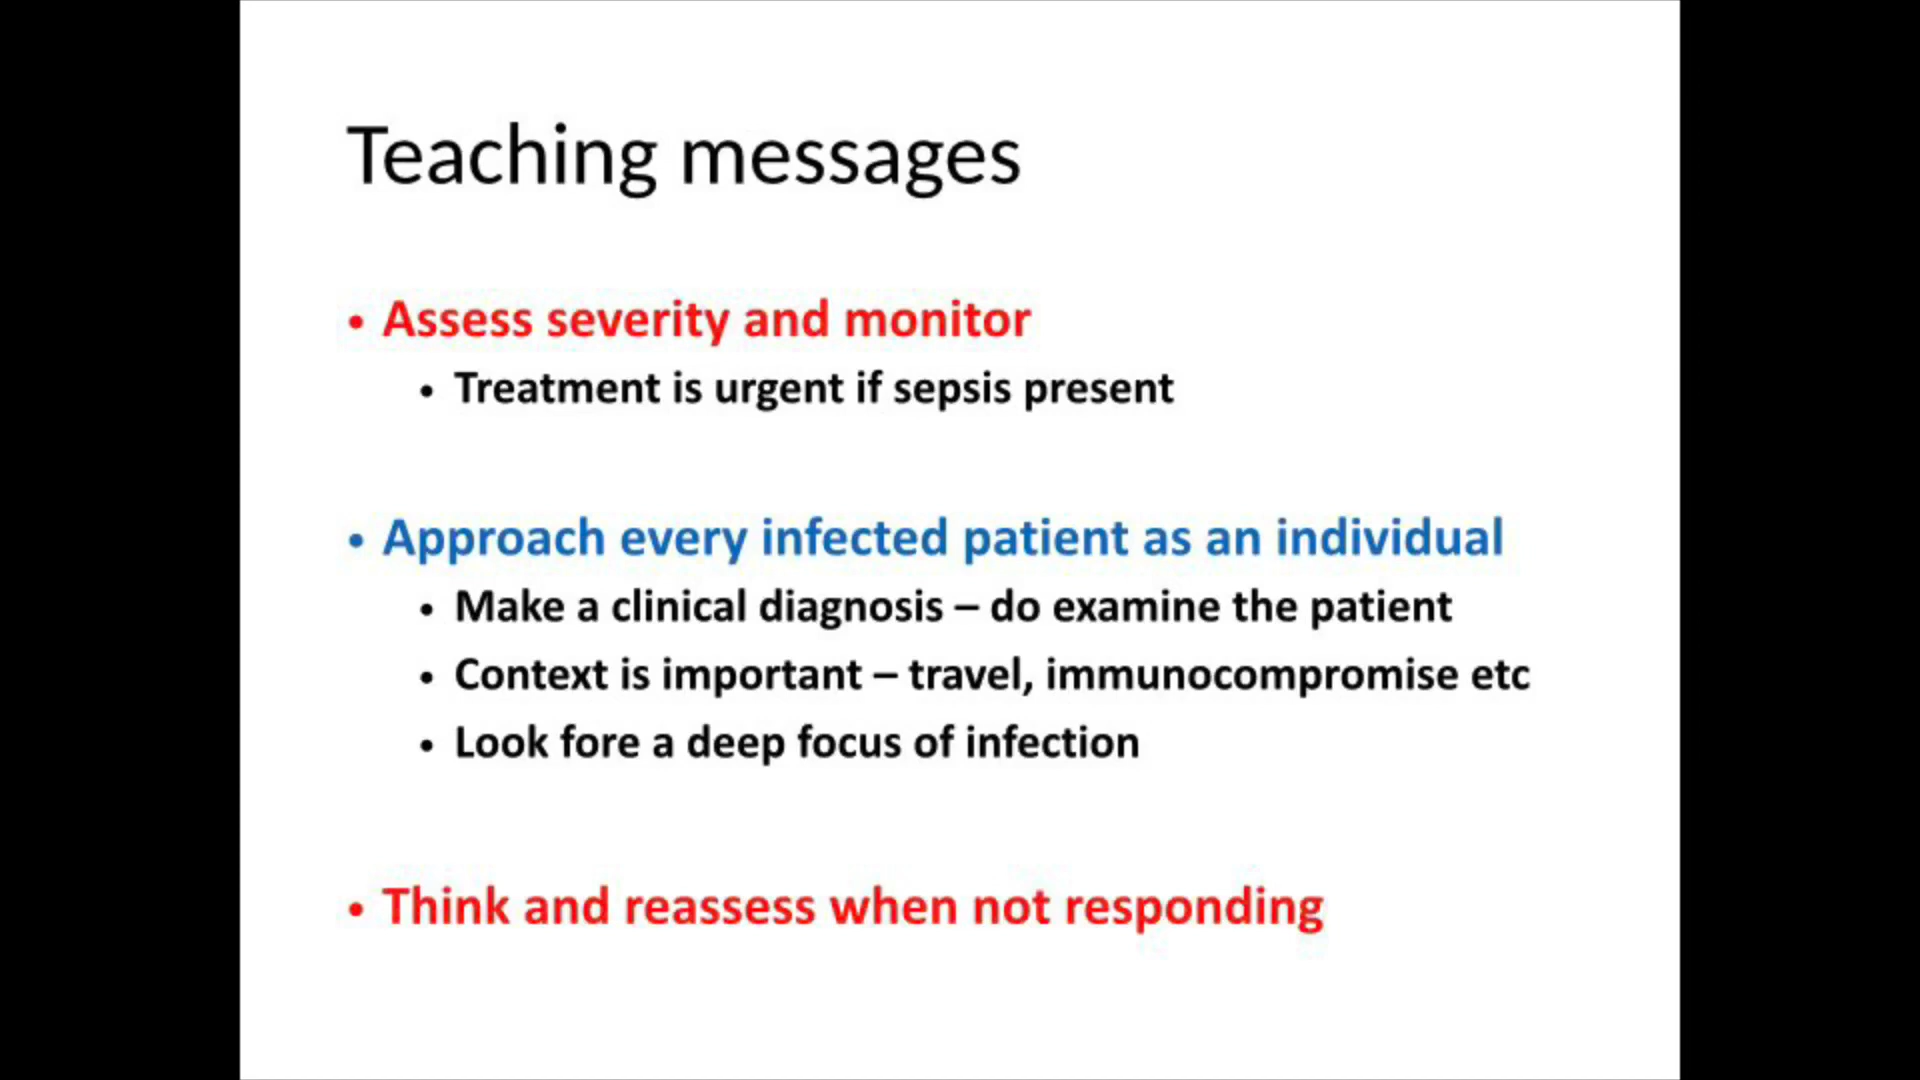 Teaching messages
• Assess severity and monitor
• Treatment is urgent if sepsis present
• Approach every infected patient as an individual
• Make a clinical diagnosis – do examine the patient
• Context is important – travel, immunocompromise etc
• Look fore a deep focus of infection
• Think and reassess when not responding